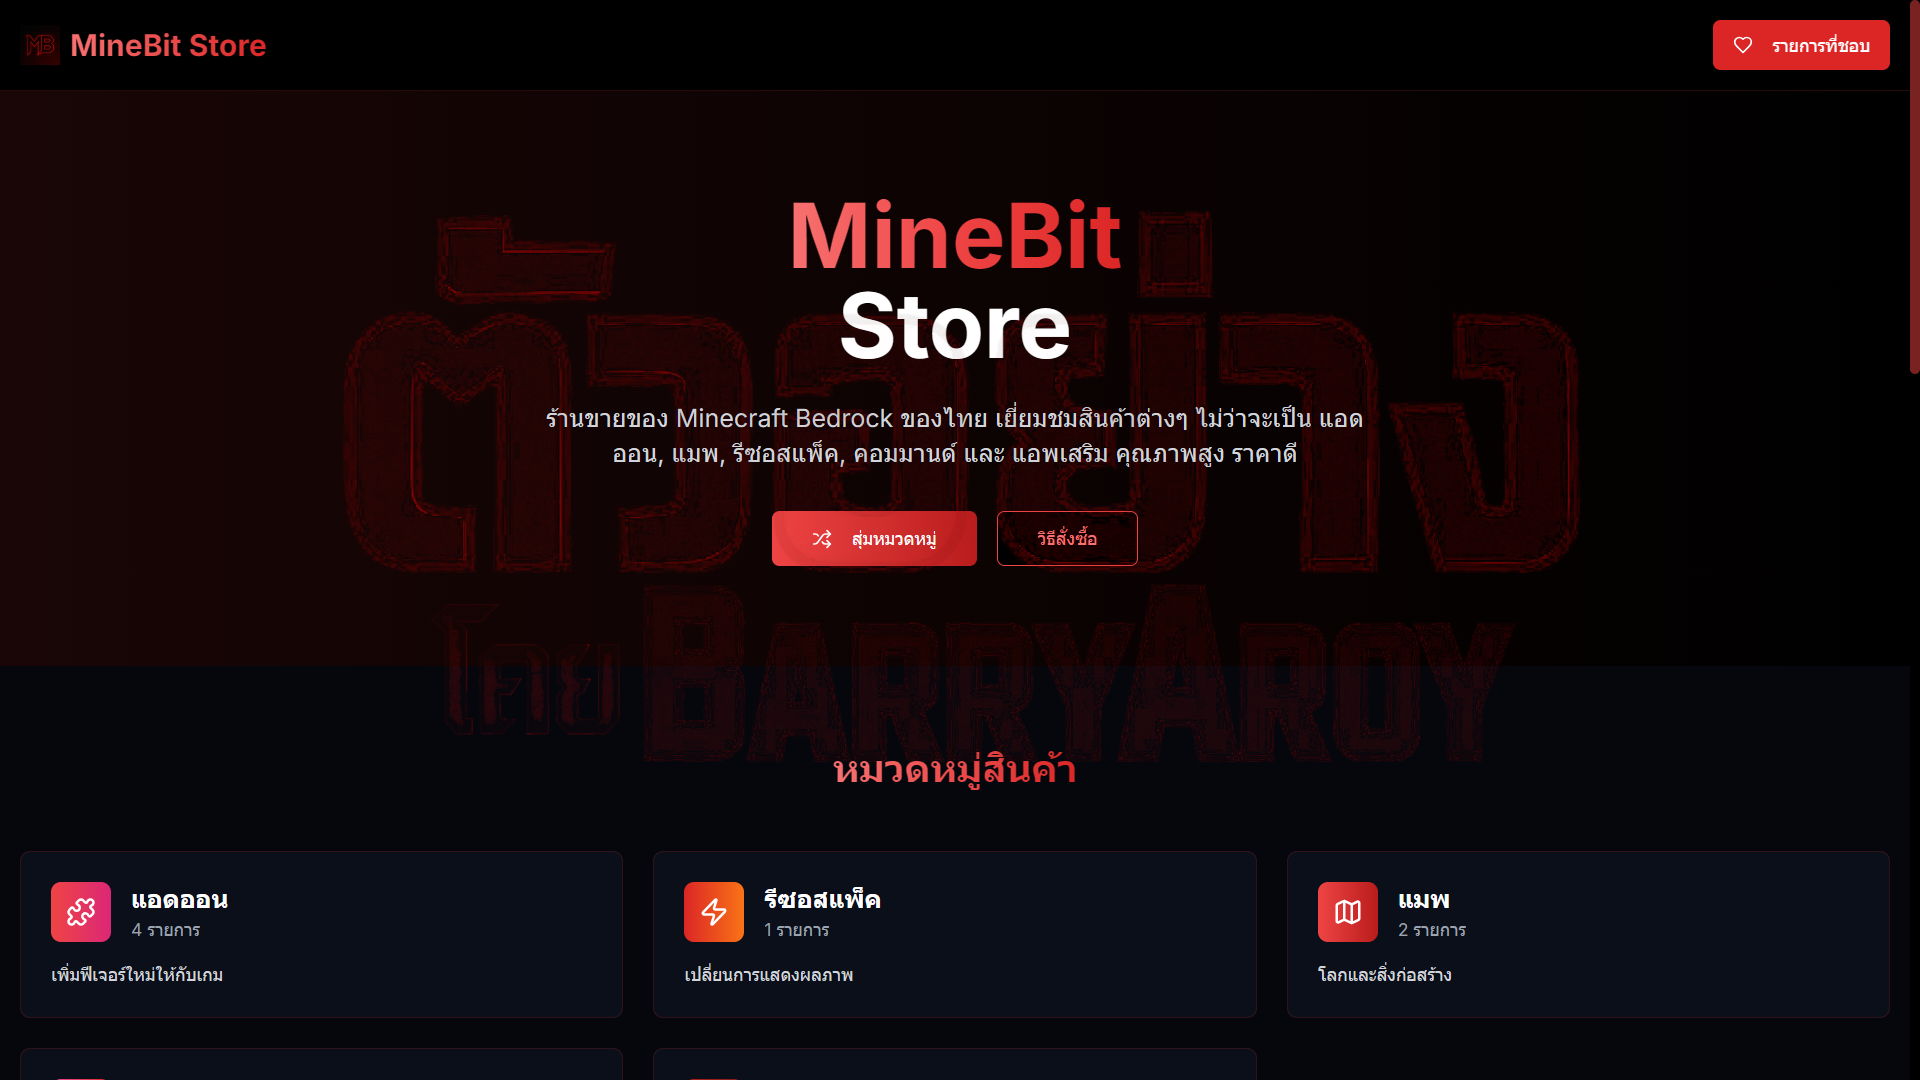 MB
MineBit Store
รายการที่ชอบ
MineBit
Store
ร้านขายของ Minecraft Bedrock ของไทย เยี่ยมชมสินค้าต่างๆ ไม่ว่าจะเป็น แอด
ออน, แมพ, รีซอสแพ็ค, คอมมานด์ และ แอพเสริม คุณภาพสูง ราคาดี
สุ่มหมวดหมู่
วิธีสั่งซื้อ
ตัวอย่าง
โดย BARRYAROY
หมวดหมู่สินค้า
แอดออน
4 รายการ
เพิ่มฟีเจอร์ใหม่ให้กับเกม
รีซอสแพ็ค
1 รายการ
เปลี่ยนการแสดงผลภาพ
แมพ
2 รายการ
โลกและสิ่งก่อสร้าง